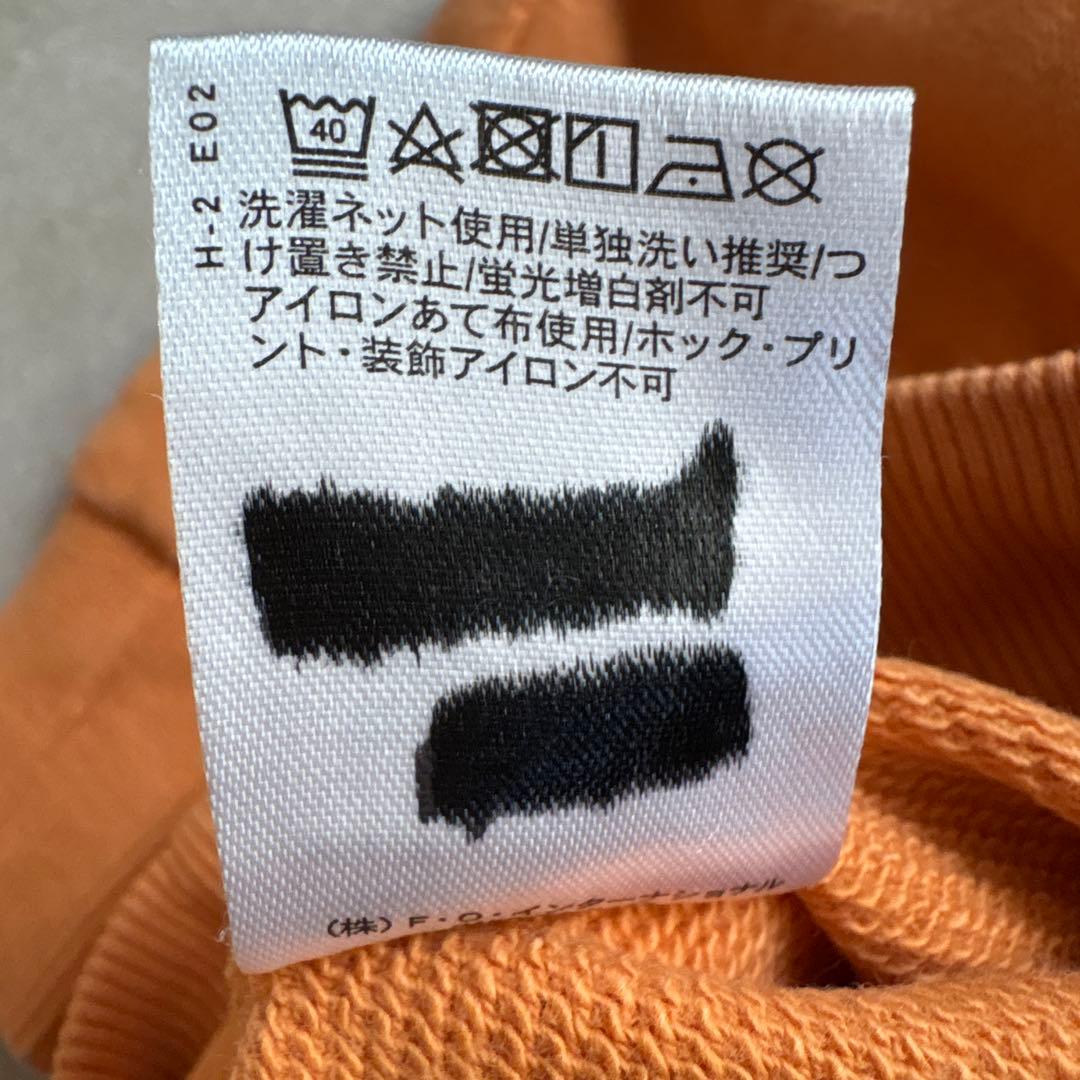 H-2 E02
40
洗濯ネット使用/単独洗い推奨/つ
け置き禁止/蛍光増白剤不可
アイロンあて布使用/ホック・プリ
ント・装飾アイロン不可
(株)F・O・インターナショナル